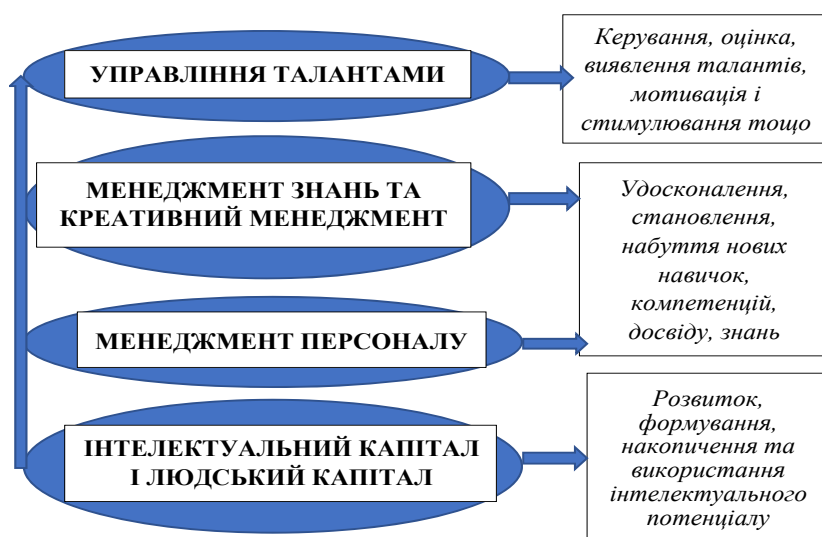 УПРАВЛІННЯ ТАЛАНТАМИ
Керування, оцінка,
виявлення талантів,
мотивація і
стимулювання тощо
МЕНЕДЖМЕНТ ЗНАНЬ ТА
КРЕАТИВНИЙ МЕНЕДЖМЕНТ
Удосконалення,
становлення,
набуття нових
навичок,
компетенцій,
досвіду, знань
МЕНЕДЖМЕНТ ПЕРСОНАЛУ
ІНТЕЛЕКТУАЛЬНИЙ КАПІТАЛ
І ЛЮДСЬКИЙ КАПІТАЛ
Розвиток,
формування,
накопичення та
використання
інтелектуального
потенціалу